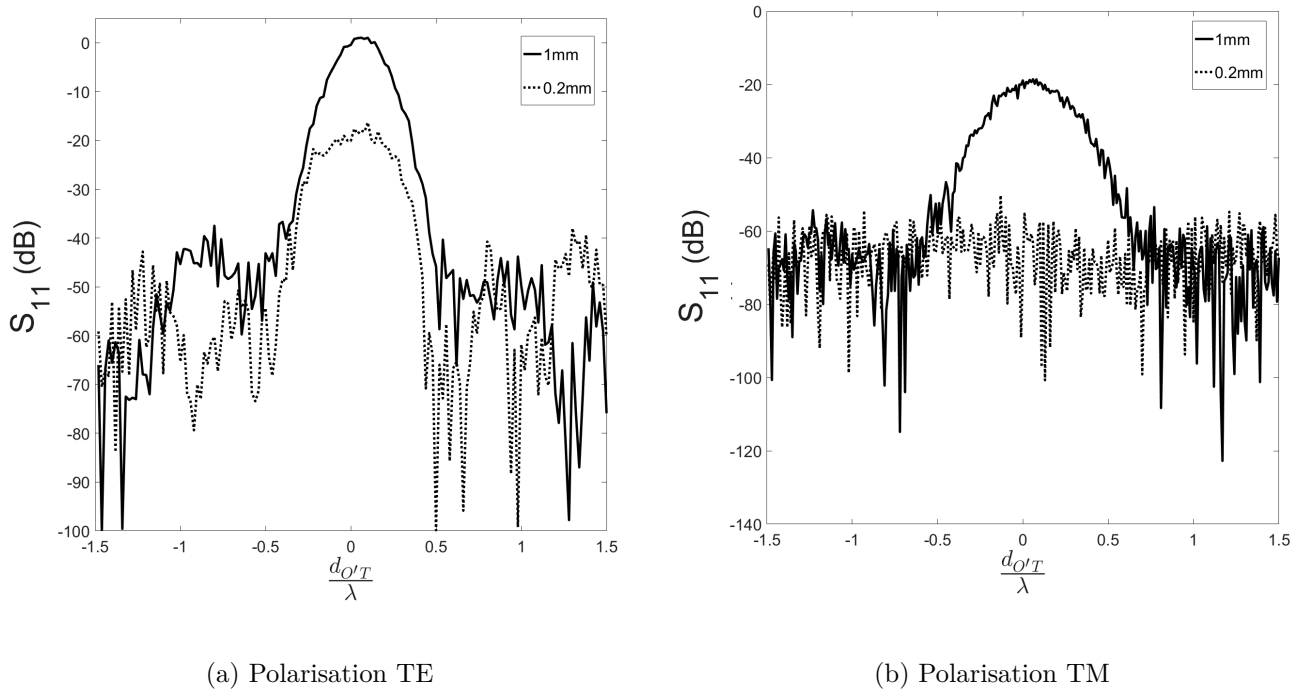 0
-10
-20
-30
-40
-50
-60
-70
-80
-90
-100
S11 (dB)
-1.5 -1 -0.5 0 0.5 1 1.5
dO′T
λ
1mm
0.2mm
(a) Polarisation TE
0
-20
-40
-60
-80
-100
-120
-140
S11 (dB)
-1.5 -1 -0.5 0 0.5 1 1.5
dO′T
λ
1mm
0.2mm
(b) Polarisation TM